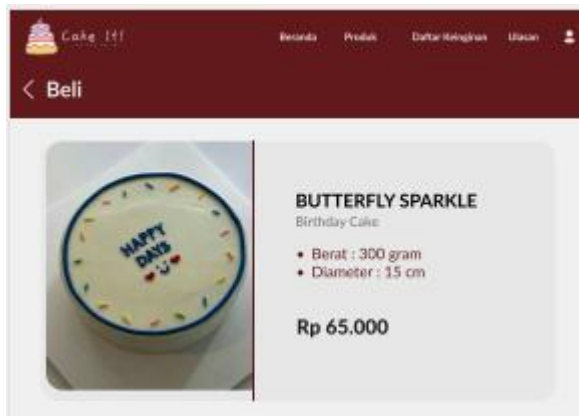 Cake It!
Beranda Produk Daftar Keinginan Ulasan
Beli
HAPPY
DAYS
BUTTERFLY SPARKLE
Birthday Cake
• Berat : 300 gram
• Diameter : 15 cm
Rp 65.000